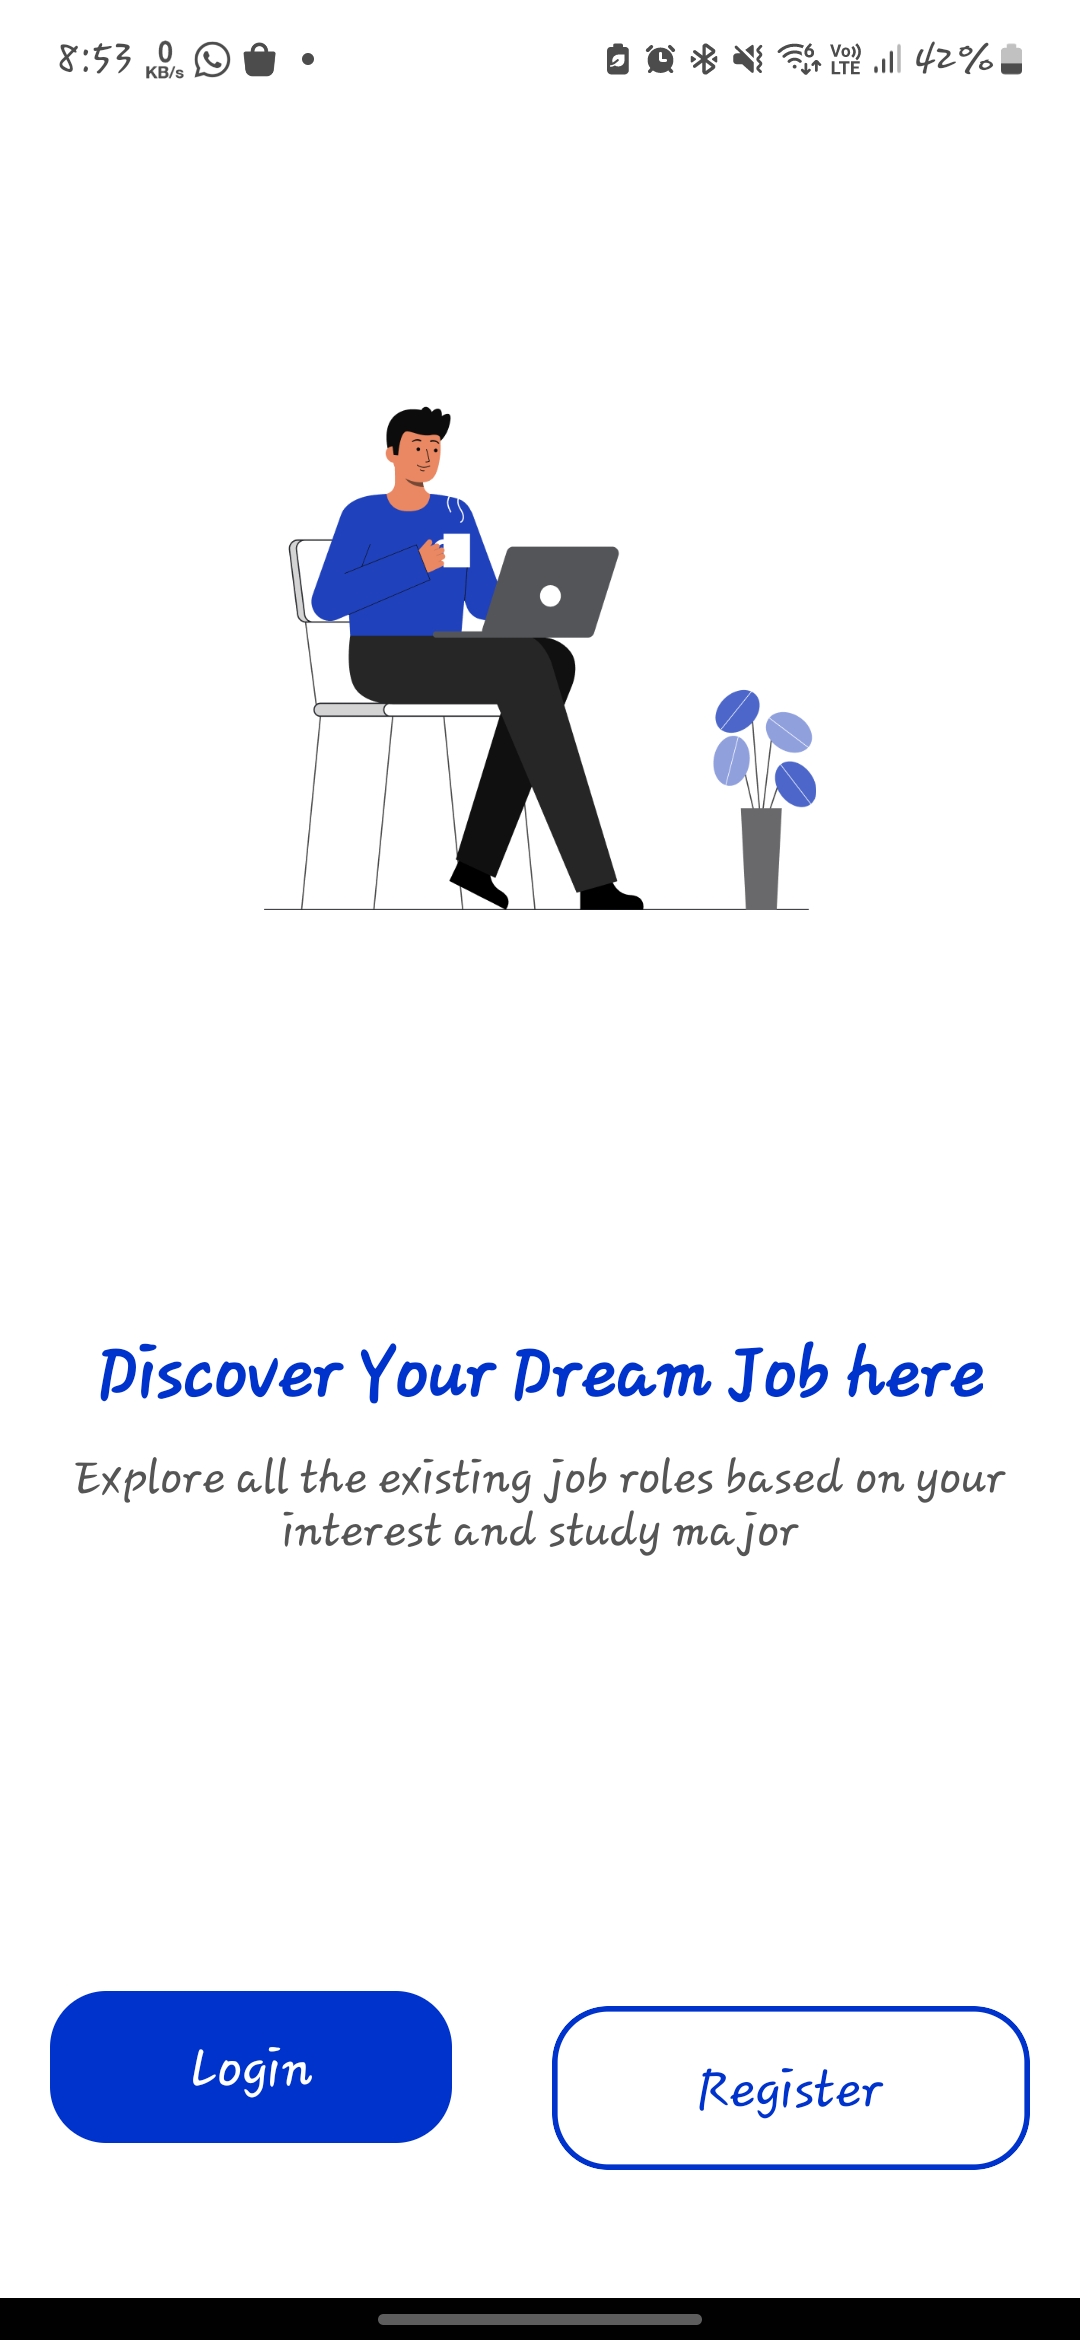 8:53 0 KB/s 6 Vo)) LTE 42%
Discover Your Dream Job here
Explore all the existing job roles based on your
interest and study major
Login Register